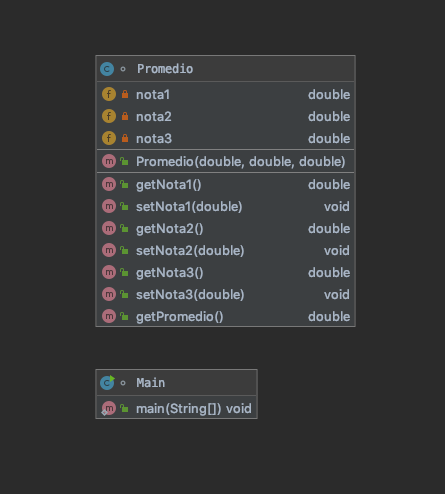 Promedio
nota1 double
nota2 double
nota3 double
Promedio(double, double, double)
getNota1() double
setNota1(double) void
getNota2() double
setNota2(double) void
getNota3() double
setNota3(double) void
getPromedio() double
Main
main(String[]) void